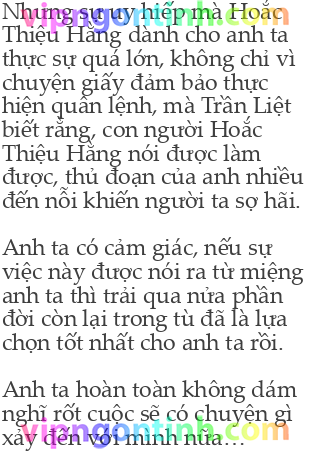 Nhưng sự uy hiếp mà Hoắc
Thiệu Hằng dành cho anh ta
thực sự quá lớn, không chỉ vì
chuyện giấy đảm bảo thực
hiện quân lệnh, mà Trần Liệt
biết rằng, con người Hoắc
Thiệu Hằng nói được làm
được, thủ đoạn của anh nhiều
đến nỗi khiến người ta sợ hãi.
Anh ta có cảm giác, nếu sự
việc này được nói ra từ miệng
anh ta thì trải qua nửa phần
đời còn lại trong tù đã là lựa
chọn tốt nhất cho anh ta rồi.
Anh ta hoàn toàn không dám
nghĩ rốt cuộc sẽ có chuyện gì
xảy đến với mình nữa…
vipngontinh.com
vipngontinh.com